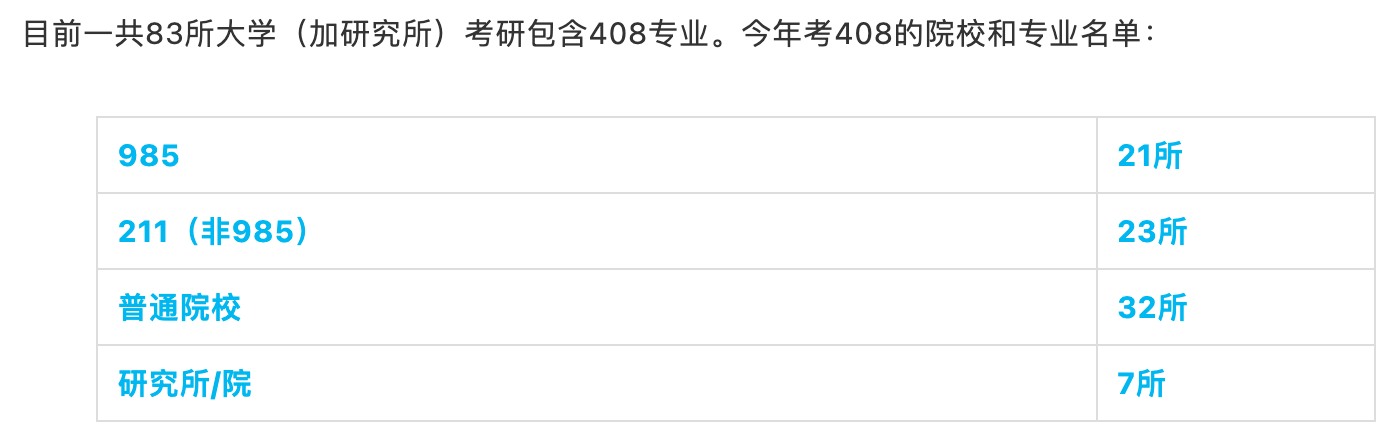 目前一共83所大学（加研究所）考研包含408专业。今年考408的院校和专业名单：
985 21所
211（非985） 23所
普通院校 32所
研究所/院 7所